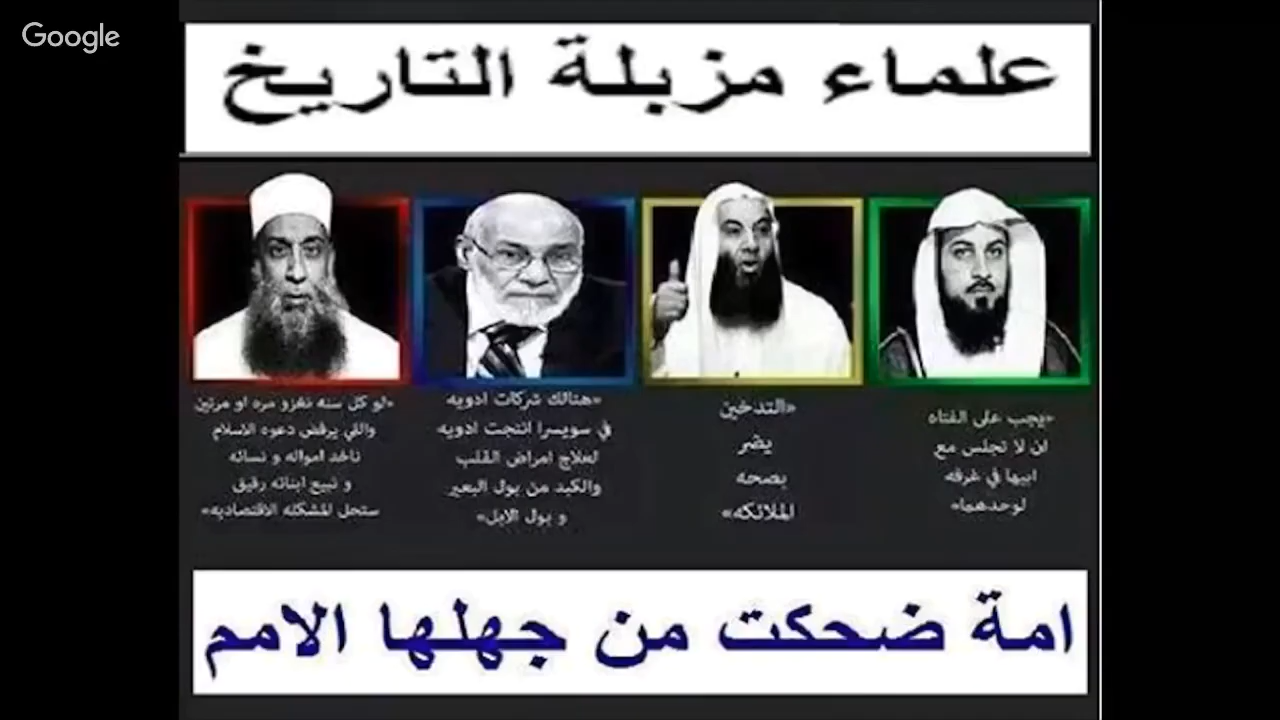 Google
علماء مزبلة التاريخ
«يجب على الفتاه
ان لا تجلس مع
ابيها في غرفه
لوحدهما»
«التدخين
يضر
بصحه
الملائكه»
«هنالك شركات ادويه
في سويسرا انتجت ادويه
لعلاج امراض القلب
والكبد من بول البعير
و بول الابل»
«لو كل سنه نغزو مره او مرتين
واللي يرفض دعوه الاسلام
ناخد امواله و نسائه
و نبيع ابنائه رقيق
ستحل المشكله الاقتصاديه»
امة ضحكت من جهلها الامم